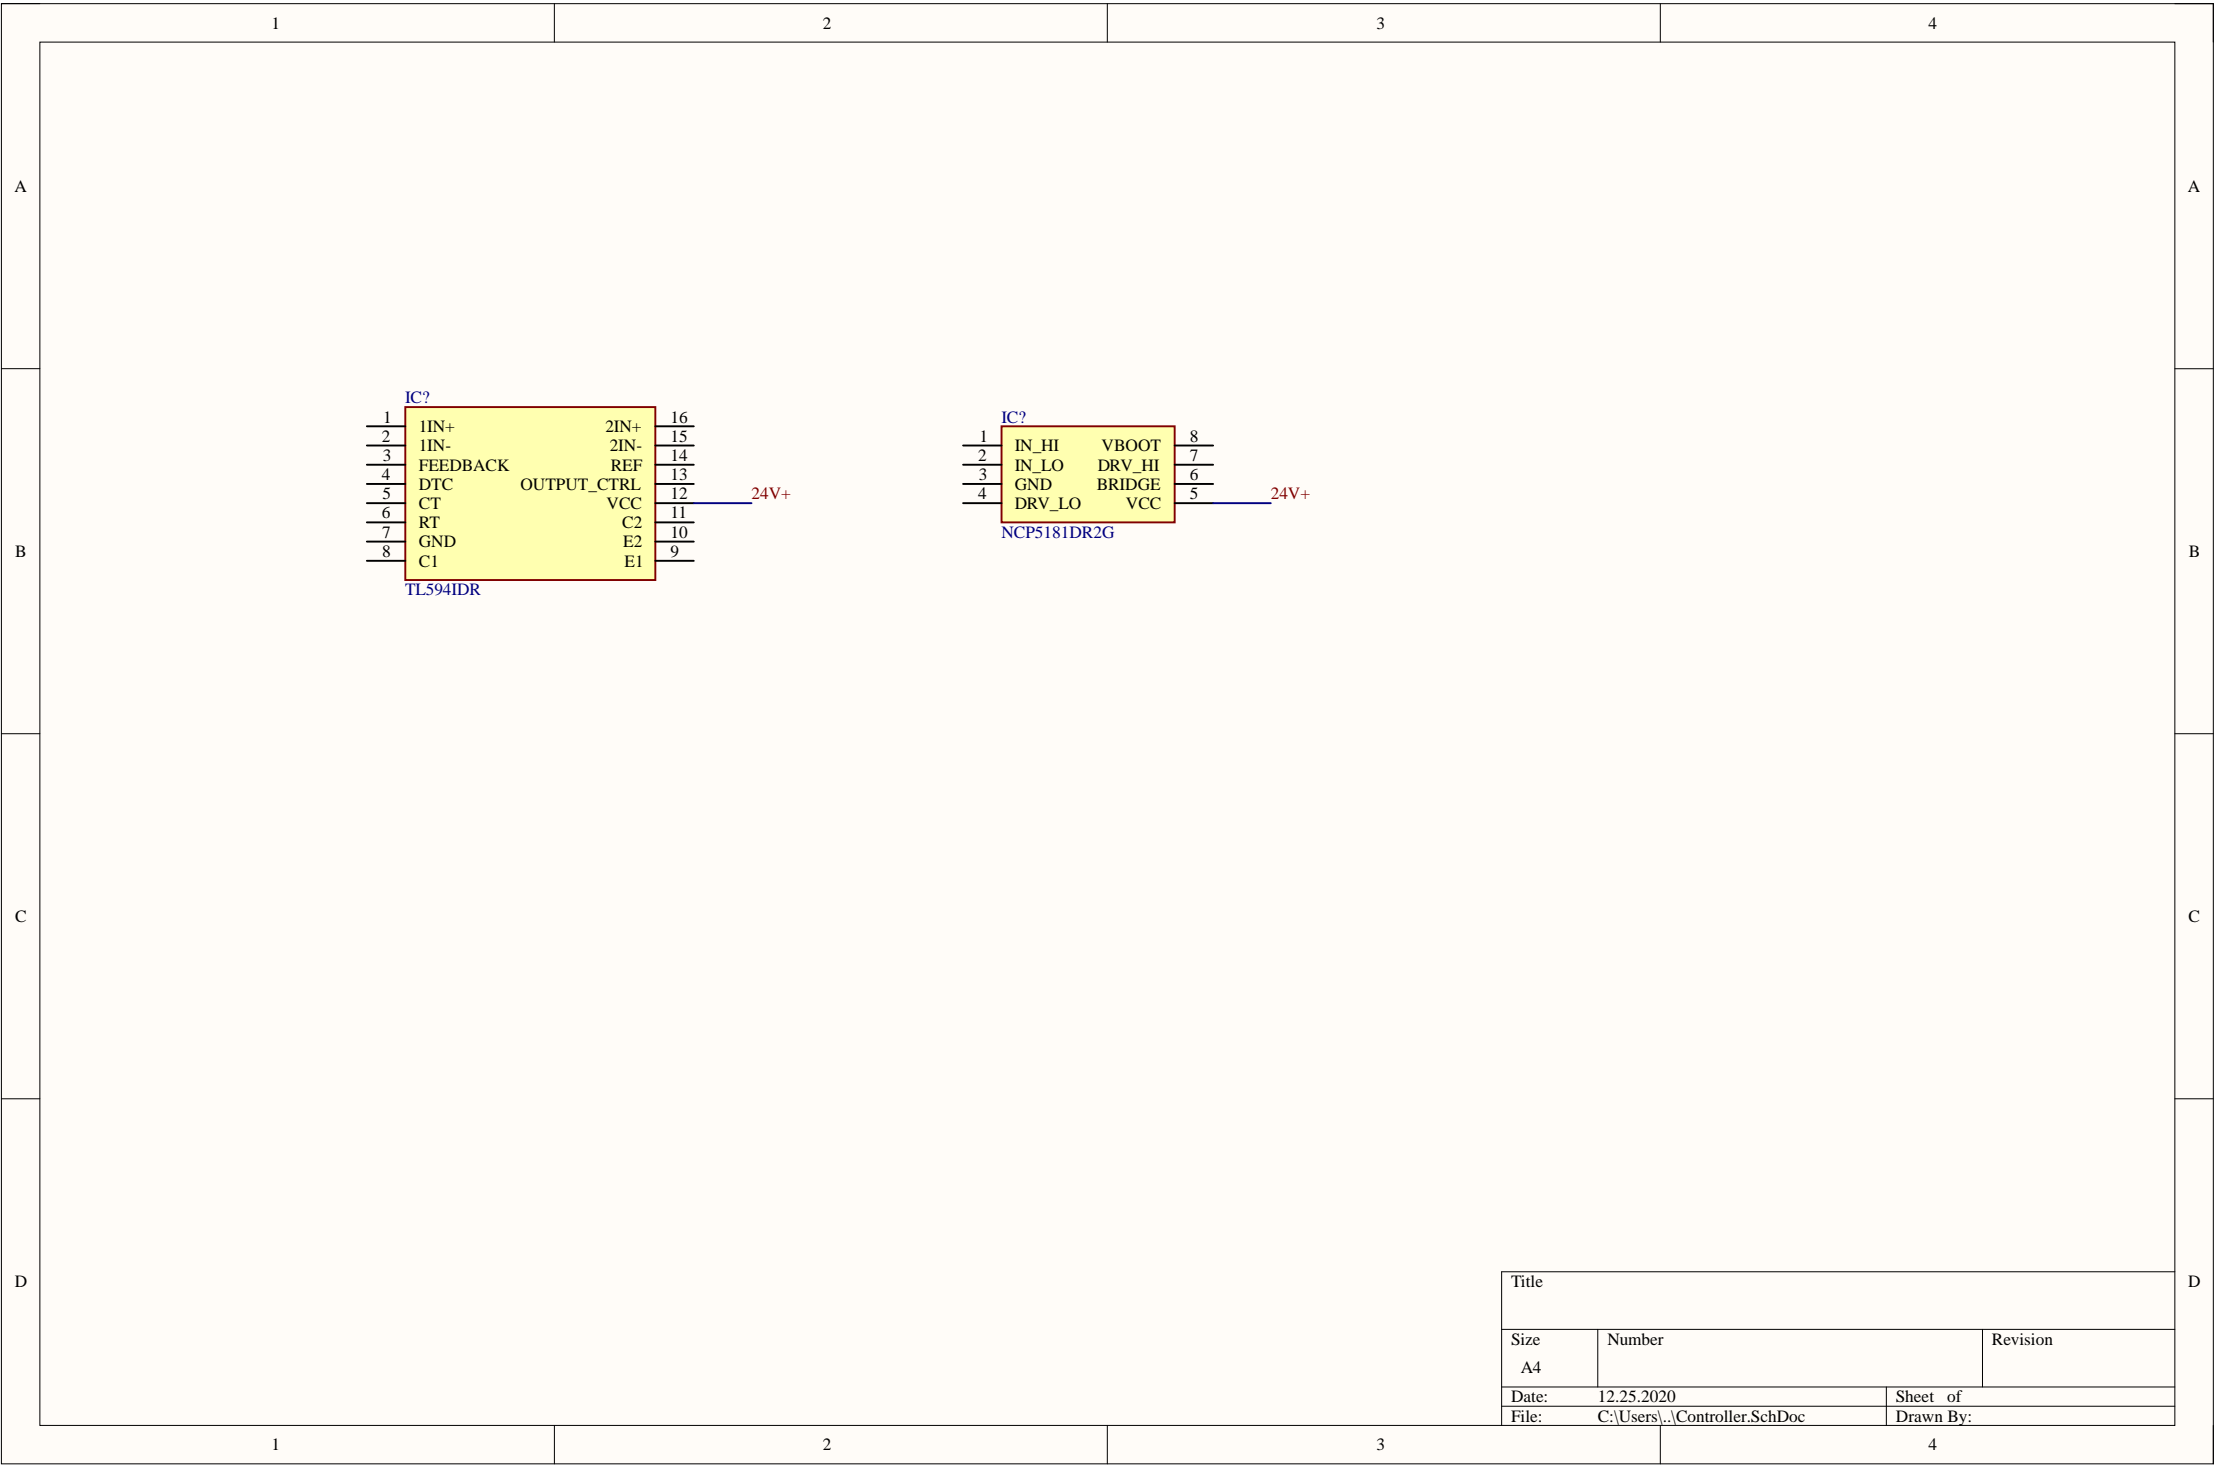 1 2 3 4
A A
IC?
1 1IN+ 2IN+ 16
2 1IN- 2IN- 15
3 FEEDBACK REF 14
4 DTC OUTPUT_CTRL 13
5 CT VCC 12 24V+
6 RT C2 11
7 GND E2 10
8 C1 E1 9
TL594IDR
IC?
1 IN_HI VBOOT 8
2 IN_LO DRV_HI 7
3 GND BRIDGE 6
4 DRV_LO VCC 5 24V+
NCP5181DR2G
B B
C C
D D
Title
Size Number Revision
A4
Date: 12.25.2020 Sheet of
File: C:\Users\..\Controller.SchDoc Drawn By:
1 2 3 4